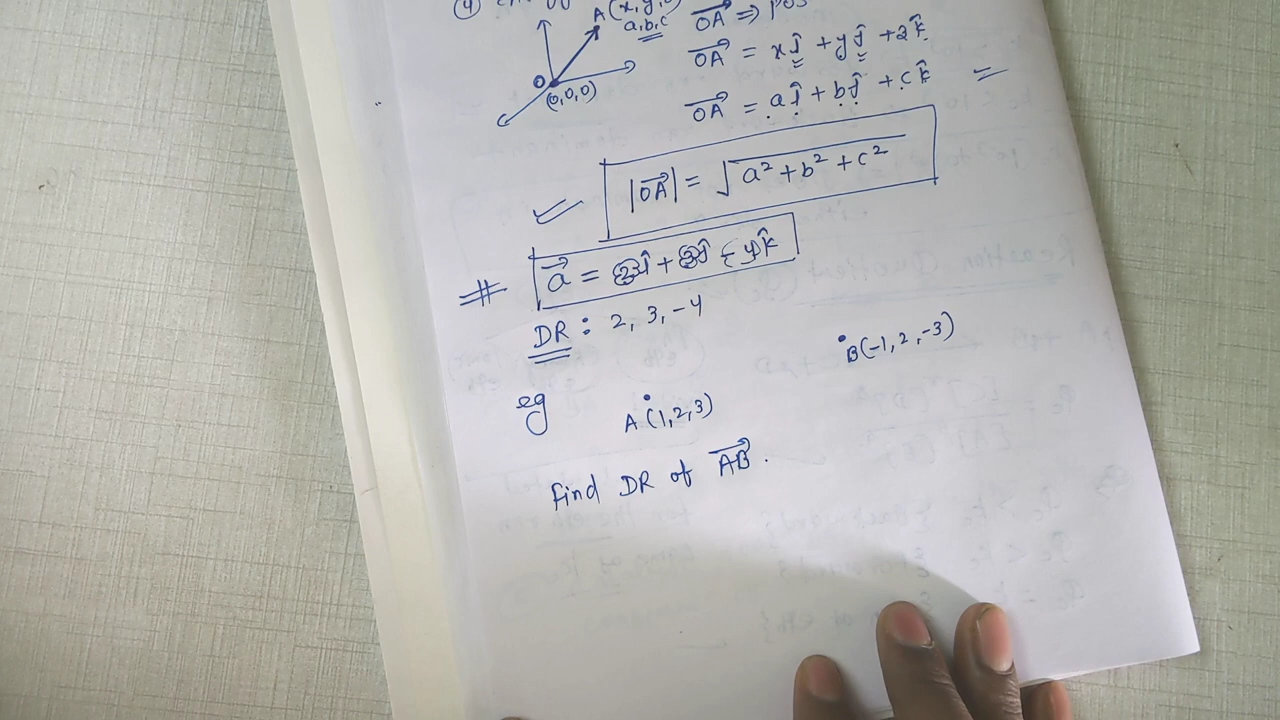 ④
A (x, y,
a,b,c
O
(0,0,0)
OA⃗ ⇒ pos
OA⃗ = xî + yĵ + zk̂
OA⃗ = aî + bĵ + ck̂
|OA⃗| = √a² + b² + c²
# a⃗ = 2î + 3ĵ - 4k̂
DR : 2, 3, -4
B(-1, 2, -3)
eg A (1,2,3)
find DR of AB⃗ .